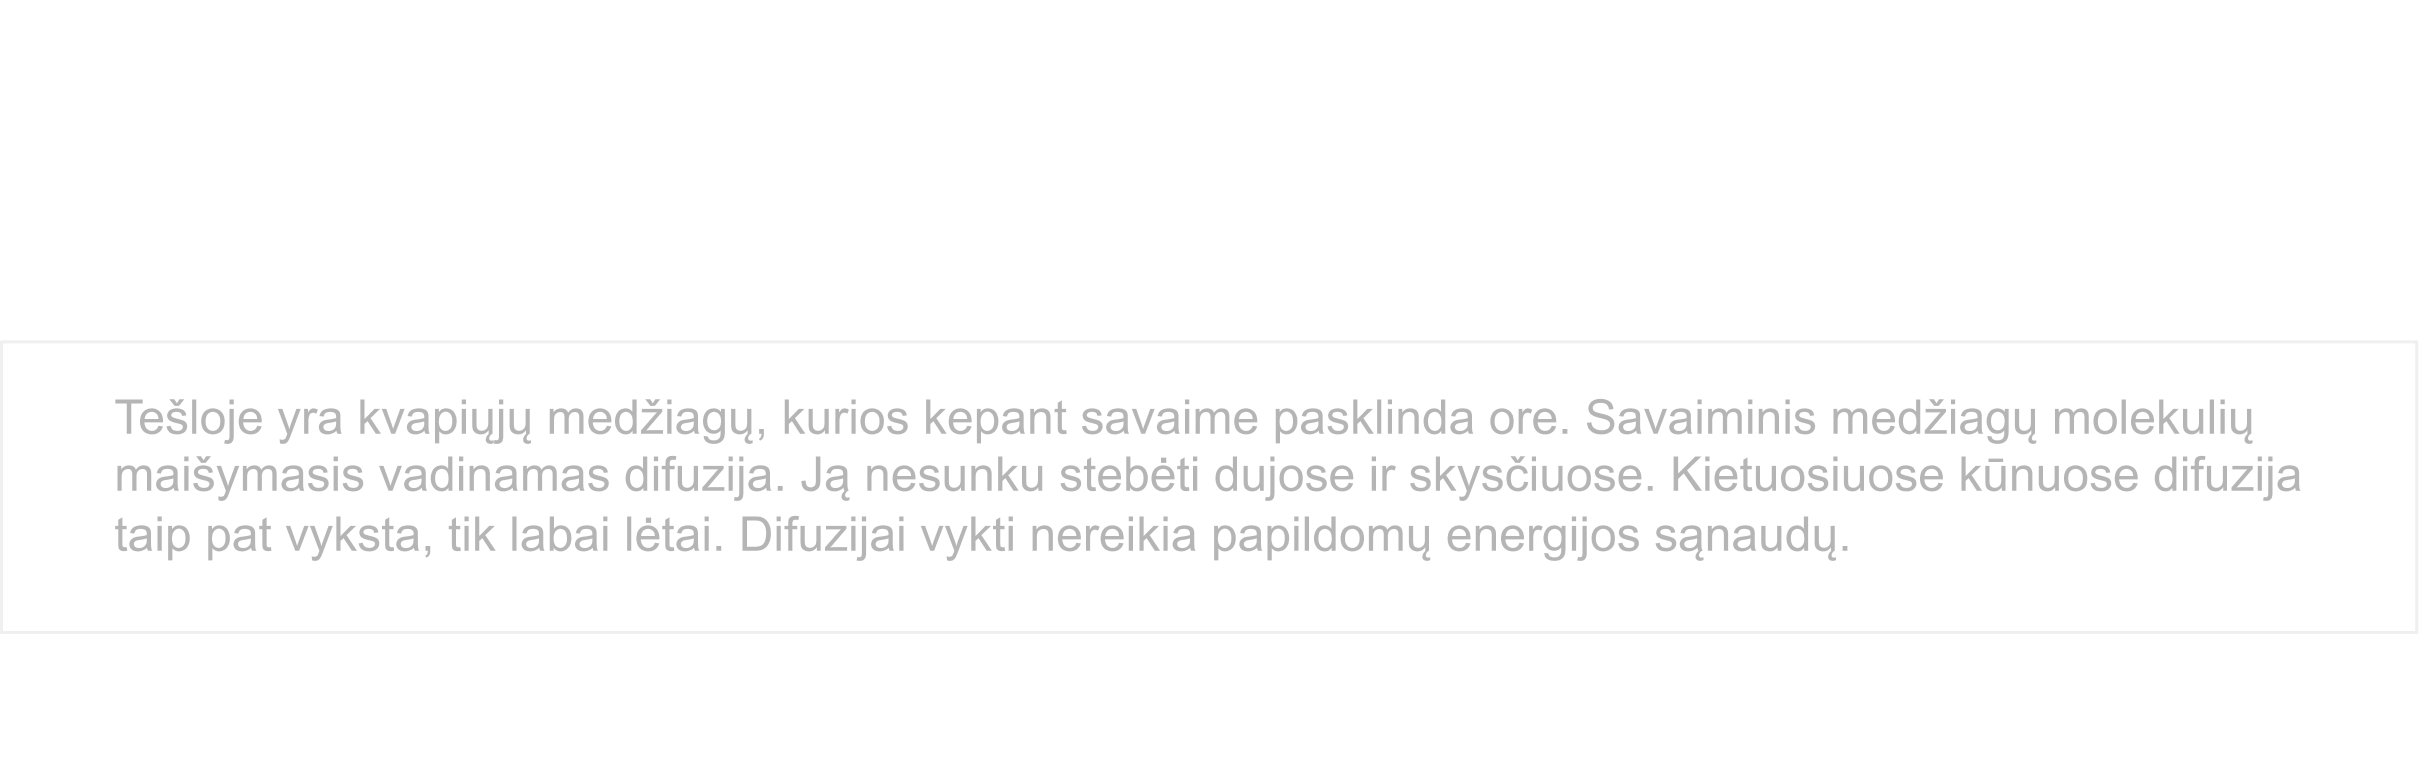 Tešloje yra kvapiųjų medžiagų, kurios kepant savaime pasklinda ore. Savaiminis medžiagų molekulių
maišymasis vadinamas difuzija. Ją nesunku stebėti dujose ir skysčiuose. Kietuosiuose kūnuose difuzija
taip pat vyksta, tik labai lėtai. Difuzijai vykti nereikia papildomų energijos sąnaudų.